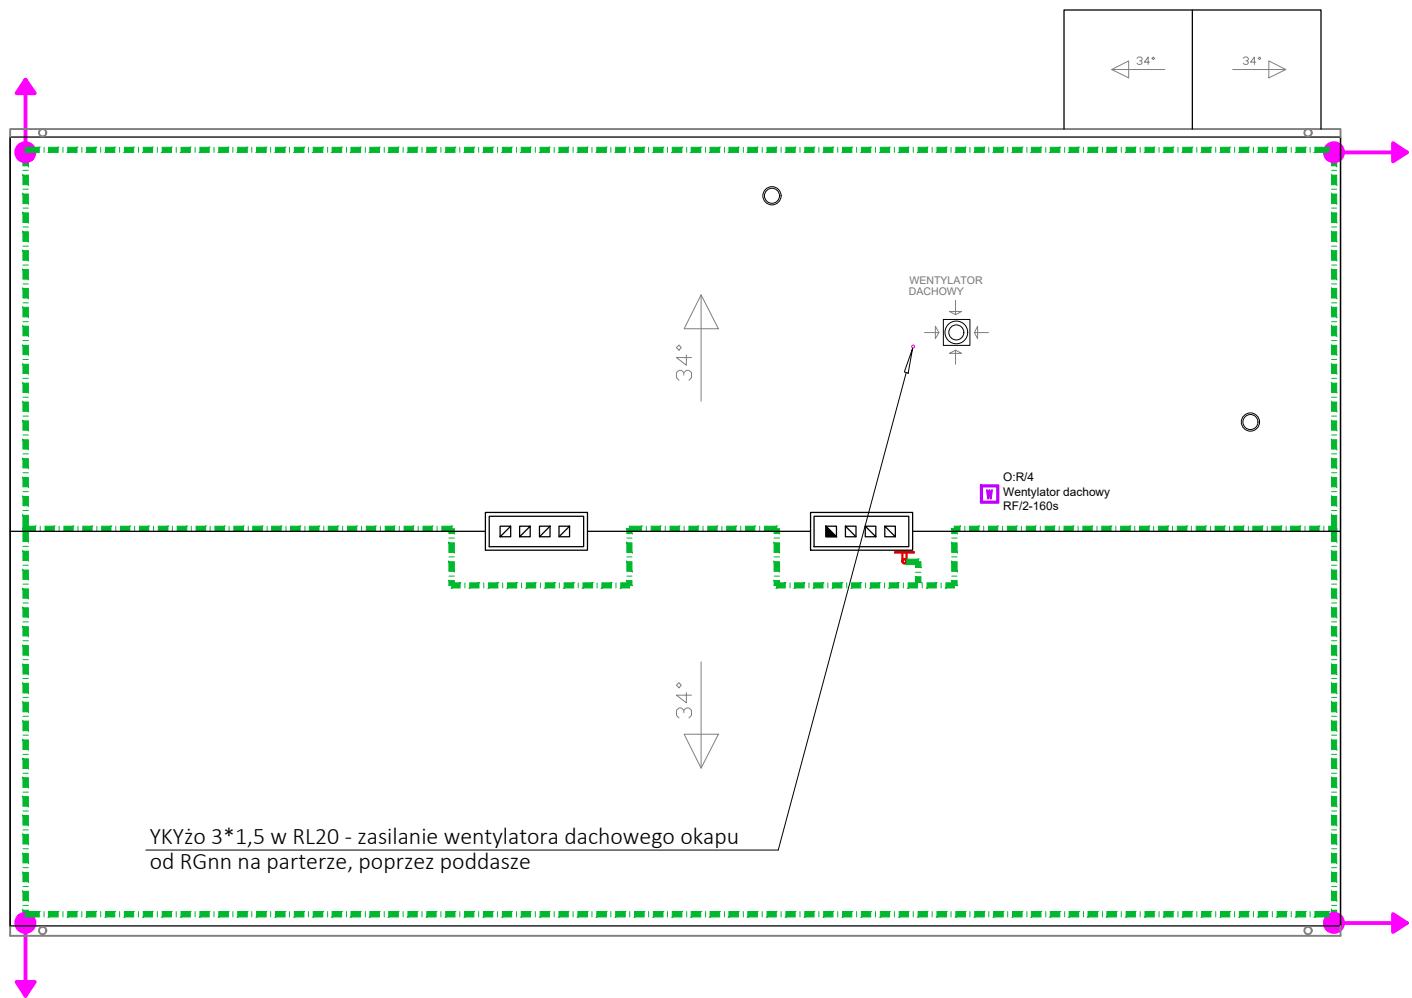 34° 34°
WENTYLATOR
DACHOWY
34°
O:R/4
W Wentylator dachowy
RF/2-160s
34°
YKYżo 3*1,5 w RL20 - zasilanie wentylatora dachowego okapu
od RGnn na parterze, poprzez poddasze